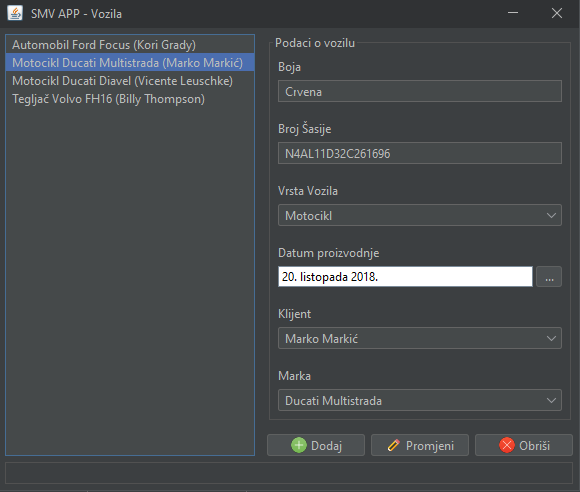 SMV APP - Vozila
Automobil Ford Focus (Kori Grady)
Motocikl Ducati Multistrada (Marko Markić)
Motocikl Ducati Diavel (Vicente Leuschke)
Tegljač Volvo FH16 (Billy Thompson)
Podaci o vozilu
Boja
Crvena
Broj Šasije
N4AL11D32C261696
Vrsta Vozila
Motocikl
Datum proizvodnje
20. listopada 2018.
...
Klijent
Marko Markić
Marka
Ducati Multistrada
Dodaj
Promjeni
Obriši